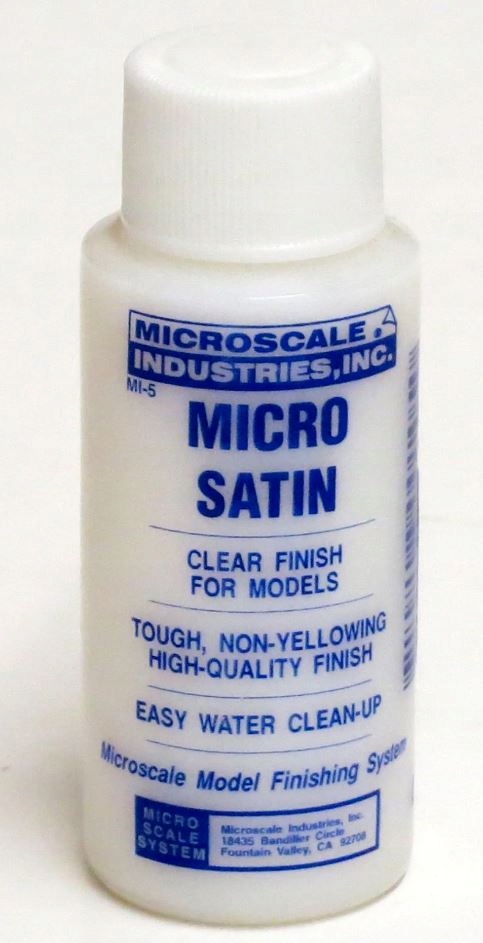 MICROSCALE
INDUSTRIES, INC.
MI-5
MICRO
SATIN
CLEAR FINISH
FOR MODELS
TOUGH, NON-YELLOWING
HIGH-QUALITY FINISH
EASY WATER CLEAN-UP
Microscale Model Finishing System
MICRO
SCALE
SYSTEM
Microscale Industries, Inc.
18435 Bandilier Circle
Fountain Valley, CA 92708